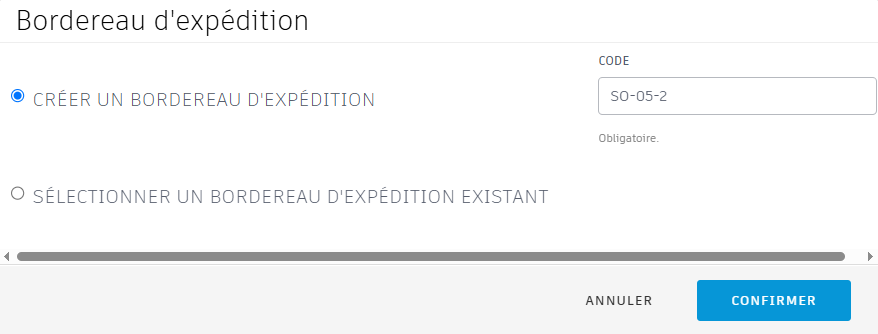 Bordereau d'expédition
CODE
CRÉER UN BORDEREAU D'EXPÉDITION
SO-05-2
Obligatoire.
SÉLECTIONNER UN BORDEREAU D'EXPÉDITION EXISTANT
ANNULER
CONFIRMER